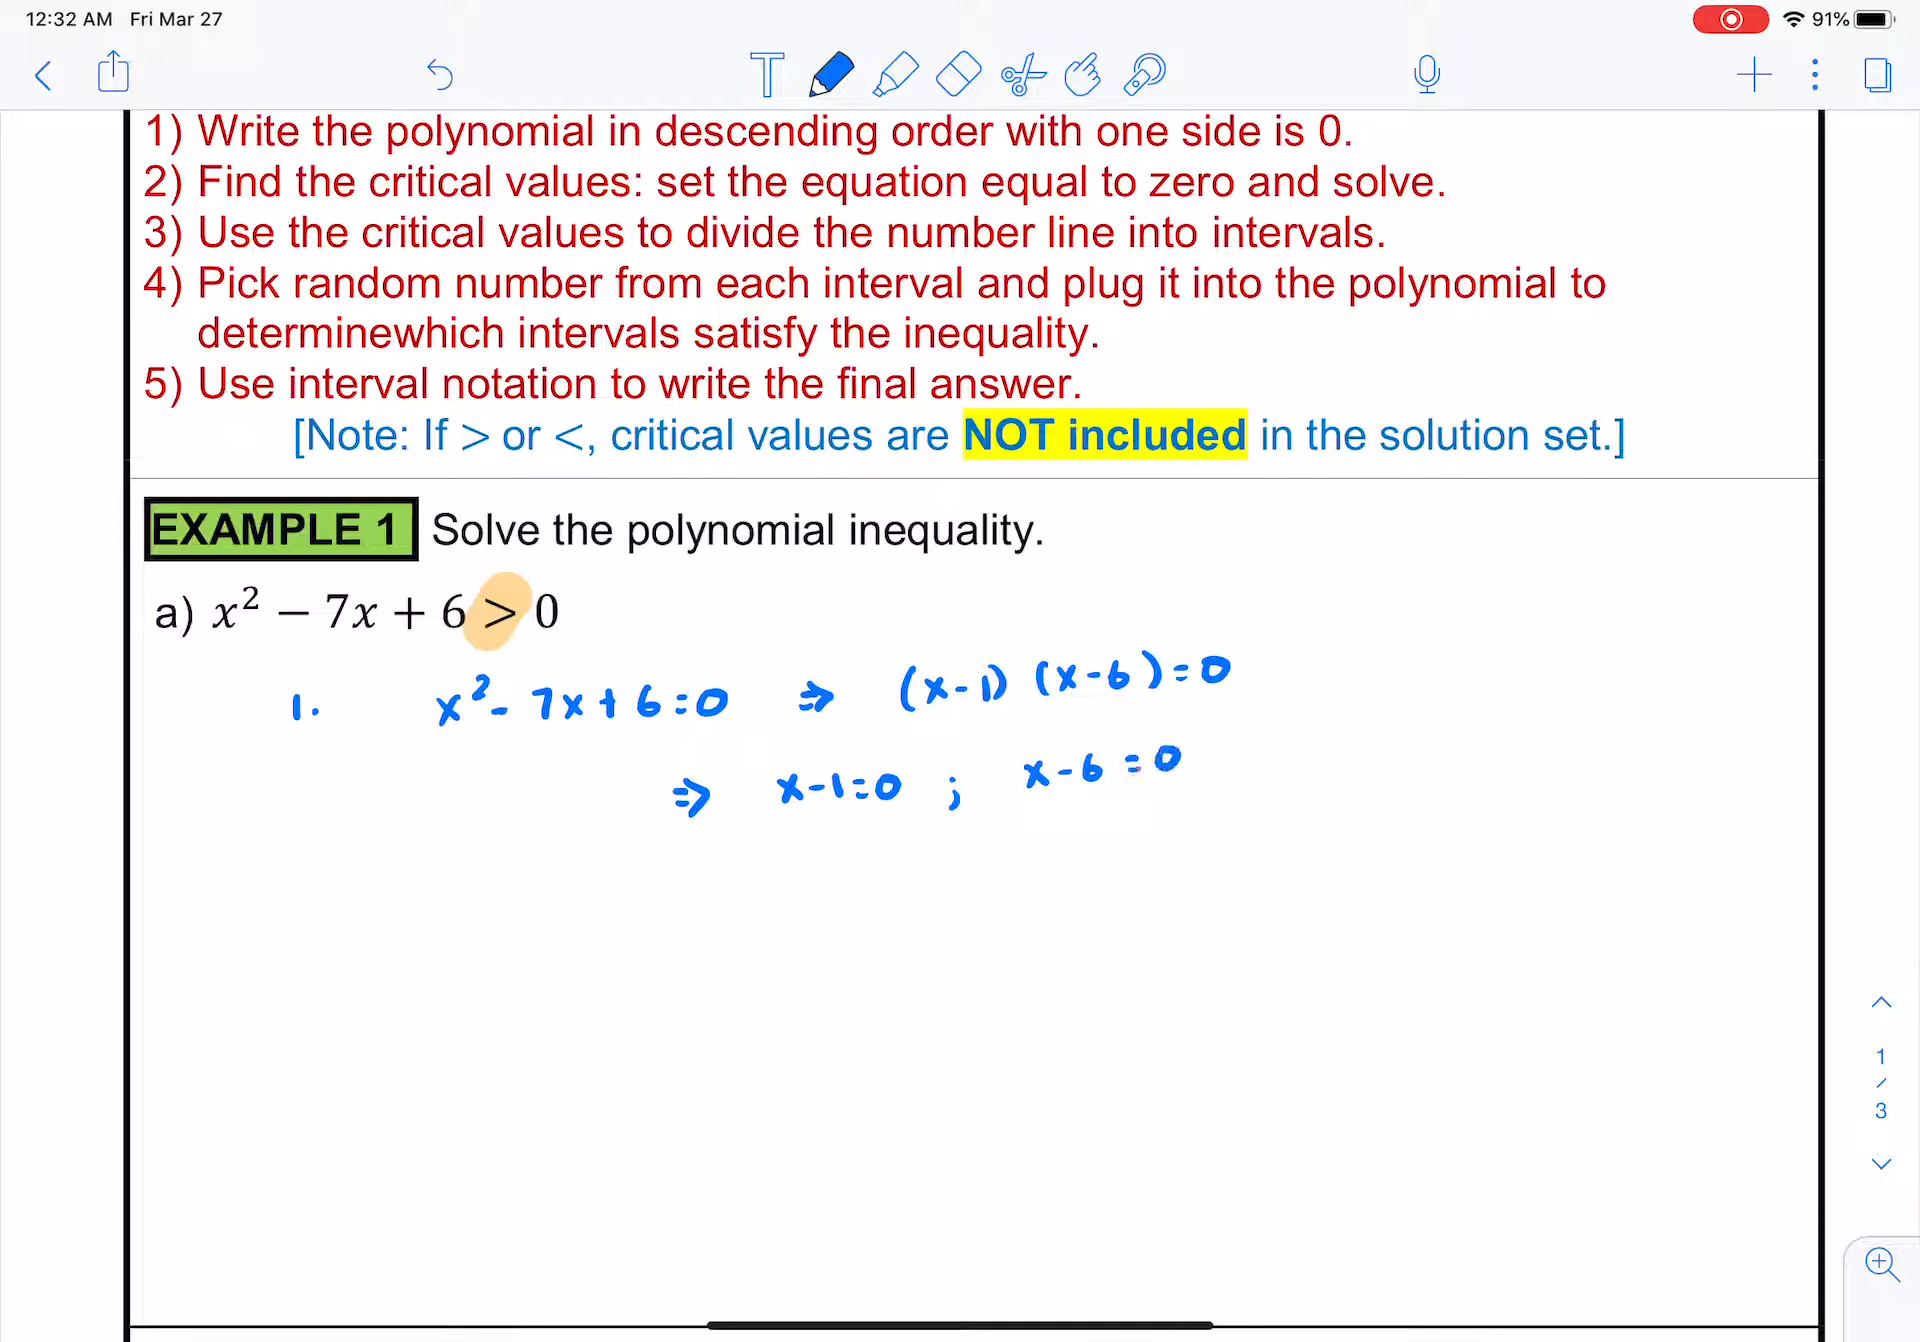 12:32 AM Fri Mar 27
91%
1) Write the polynomial in descending order with one side is 0.
2) Find the critical values: set the equation equal to zero and solve.
3) Use the critical values to divide the number line into intervals.
4) Pick random number from each interval and plug it into the polynomial to
determinewhich intervals satisfy the inequality.
5) Use interval notation to write the final answer.
[Note: If > or <, critical values are NOT included in the solution set.]
EXAMPLE 1 Solve the polynomial inequality.
a) x² − 7x + 6 > 0
1. x² - 7x + 6 = 0 ⇒ (x-1) (x-6) = 0
⇒ x-1=0 ; x-6=0
1
/
3